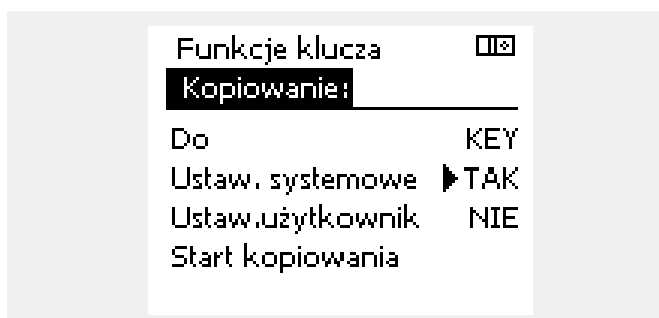 Funkcje klucza
Kopiowanie:
Do KEY
Ustaw. systemowe ▶TAK
Ustaw.użytkownik NIE
Start kopiowania